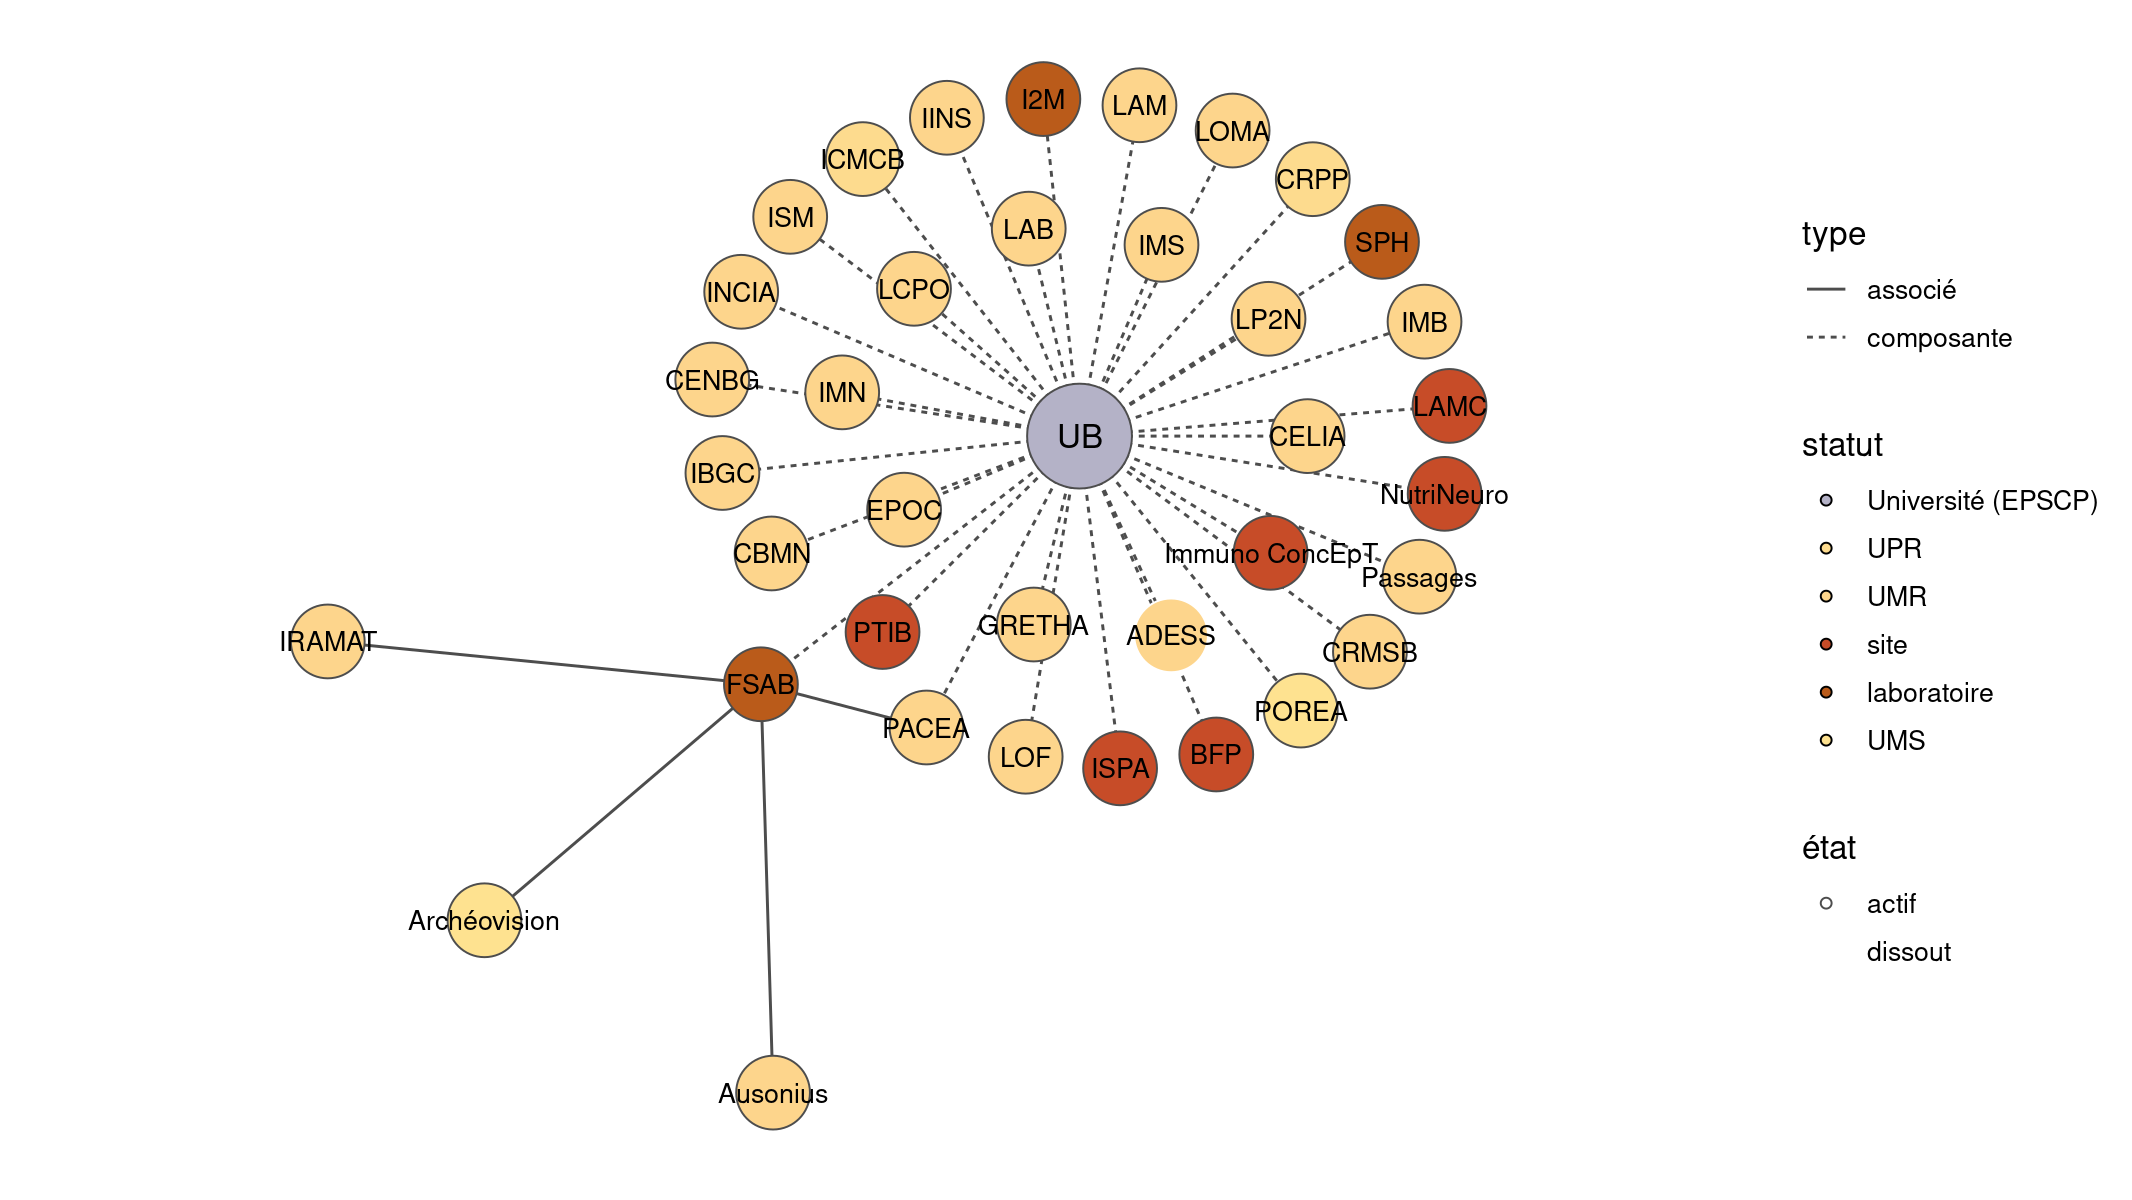 I2M
LAM
IINS
LOMA
ICMCB
CRPP
ISM
LAB
IMS
SPH
INCIA
LCPO
LP2N
IMB
CENBG
IMN
LAMC
UB
CELIA
IBGC
NutriNeuro
EPOC
CBMN
Immuno ConcEpT
Passages
IRAMAT
PTIB
GRETHA
ADESS
CRMSB
FSAB
PACEA
POREA
LOF
ISPA
BFP
Archéovision
Ausonius
type
associé
composante
statut
Université (EPSCP)
UPR
UMR
site
laboratoire
UMS
état
actif
dissout